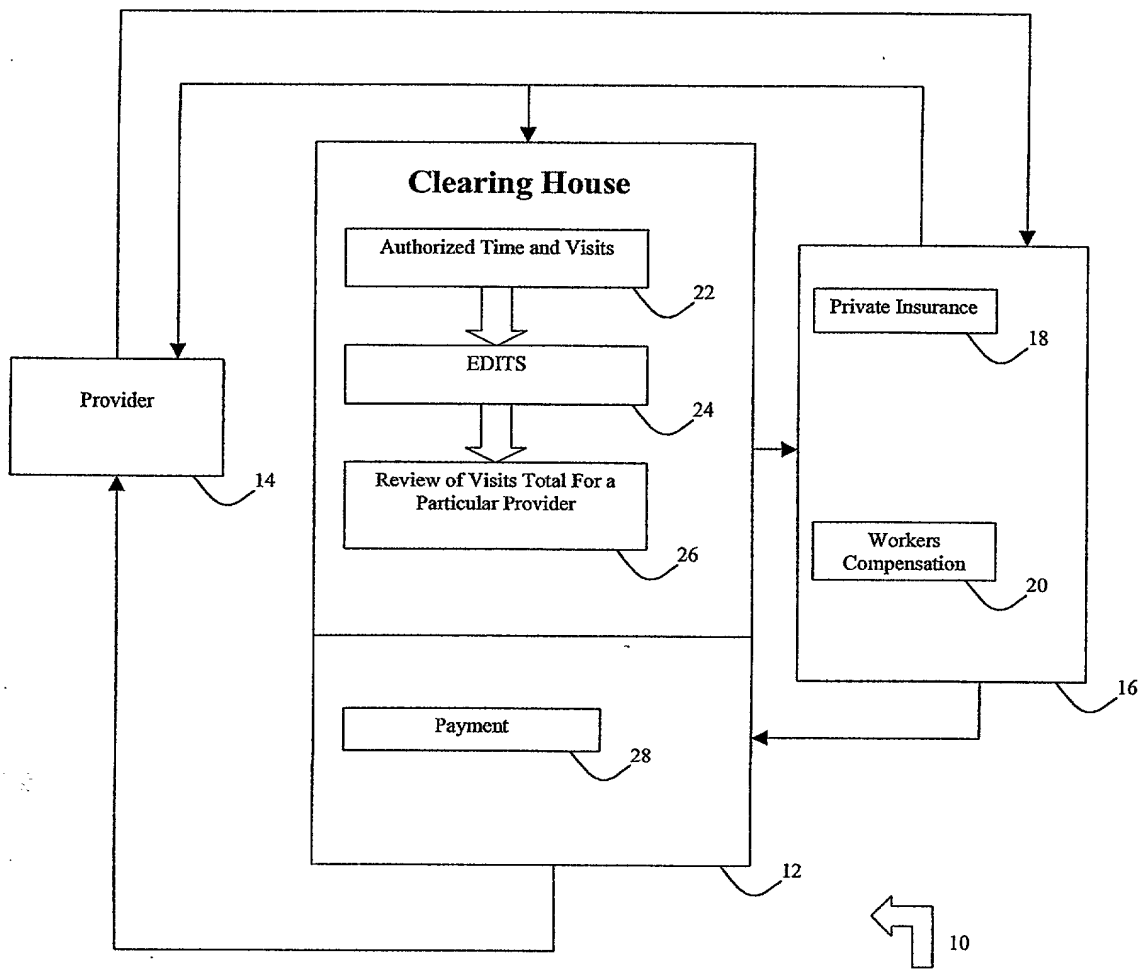 Clearing House
Authorized Time and Visits
22
Private Insurance
18
EDITS
24
Provider
14
Review of Visits Total For a
Particular Provider
26
Workers
Compensation
20
16
Payment
28
12
10